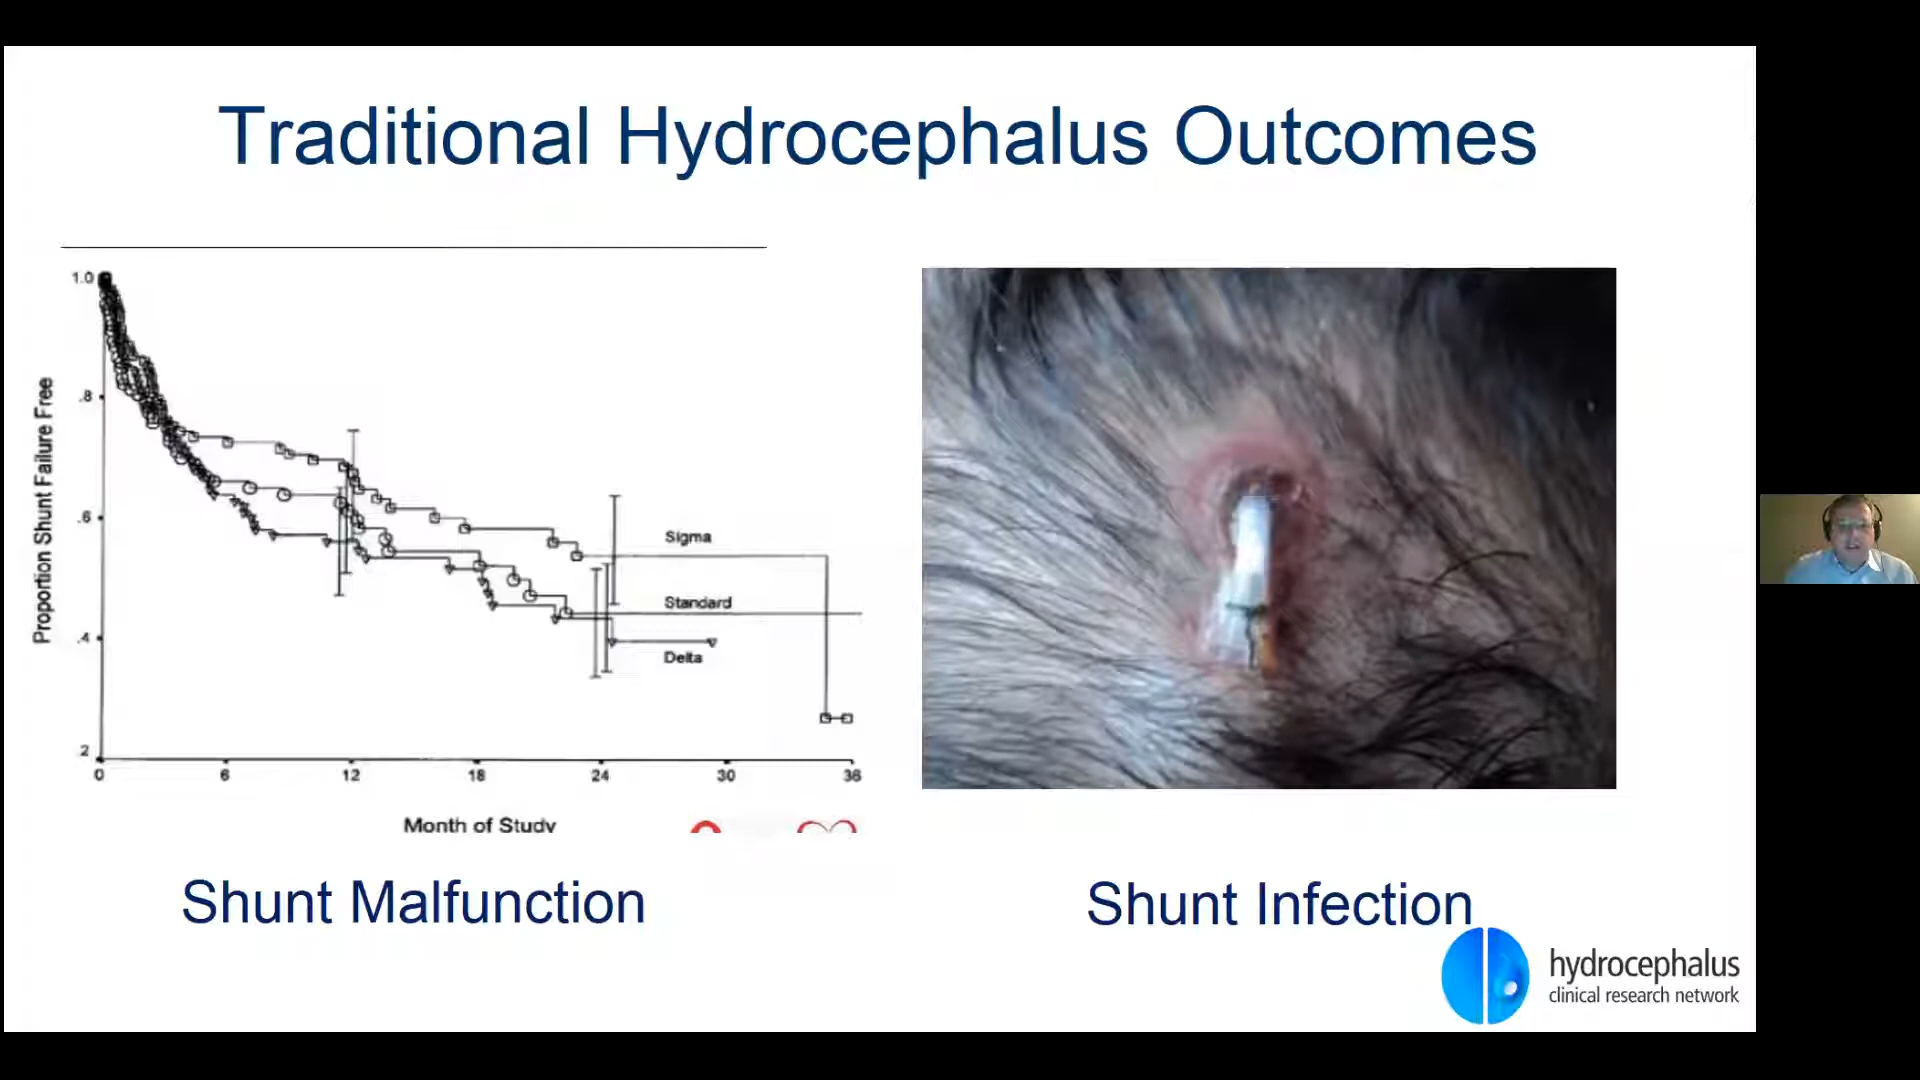 Traditional Hydrocephalus Outcomes
Proportion Shunt Failure Free
1.0
.8
.6
.4
.2
0 6 12 18 24 30 36
Sigma
Standard
Delta
Month of Study
Shunt Malfunction
Shunt Infection
hydrocephalus
clinical research network